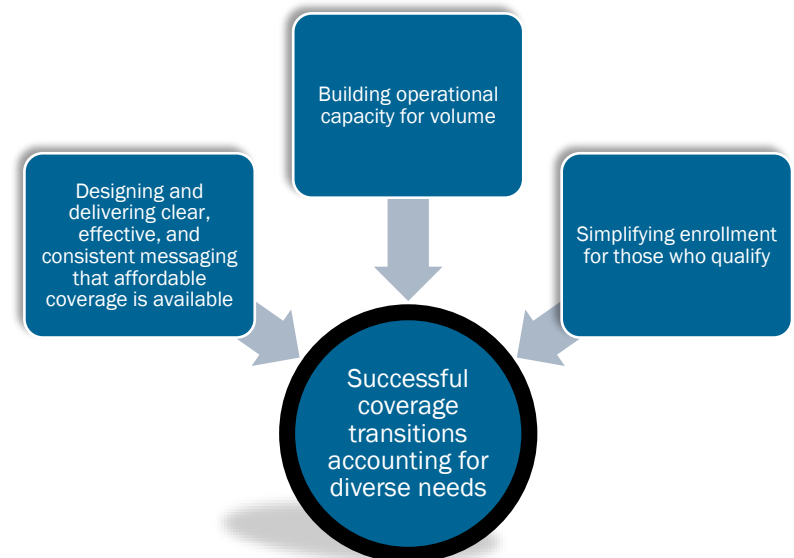 Building operational
capacity for volume
Designing and
delivering clear,
effective, and
consistent messaging
that affordable
coverage is available
Simplifying enrollment
for those who qualify
Successful
coverage
transitions
accounting for
diverse needs